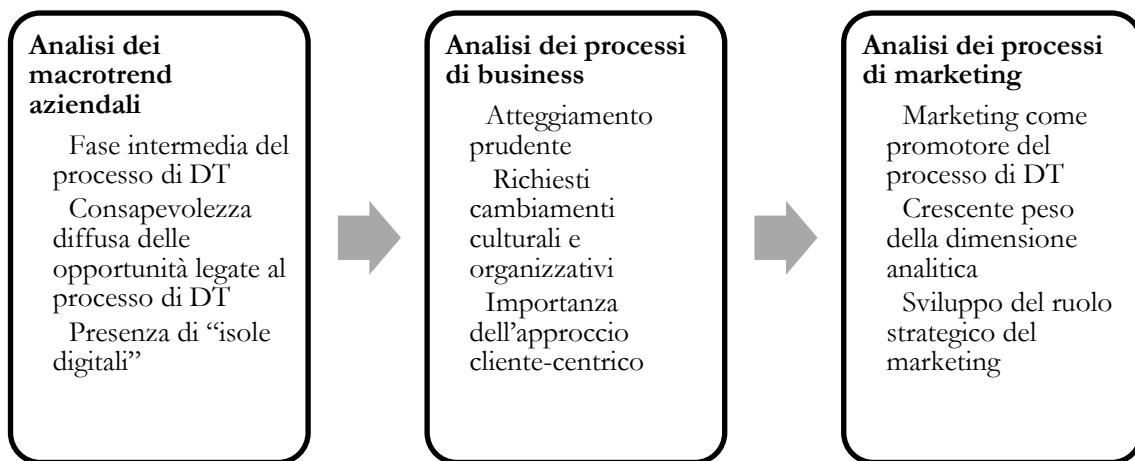 Analisi dei
macrotrend
aziendali
Fase intermedia del
processo di DT
Consapevolezza
diffusa delle
opportunità legate al
processo di DT
Presenza di “isole
digitali”
Analisi dei processi
di business
Atteggiamento
prudente
Richiesti
cambiamenti
culturali e
organizzativi
Importanza
dell’approccio
cliente-centrico
Analisi dei processi
di marketing
Marketing come
promotore del
processo di DT
Crescente peso
della dimensione
analitica
Sviluppo del ruolo
strategico del
marketing